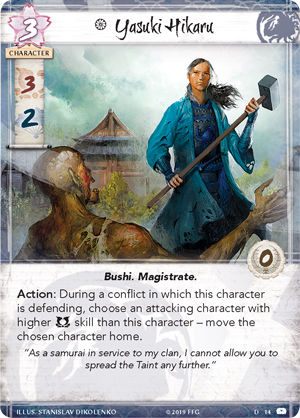 3
Yasuki Hikaru
CHARACTER
3
2
0
Bushi. Magistrate.
Action: During a conflict in which this character
is defending, choose an attacking character with
higher skill than this character – move the
chosen character home.
“As a samurai in service to my clan, I cannot allow you to
spread the Taint any further.”
ILLUS. STANISLAV DIKOLENKO ©2019 FFG D 14